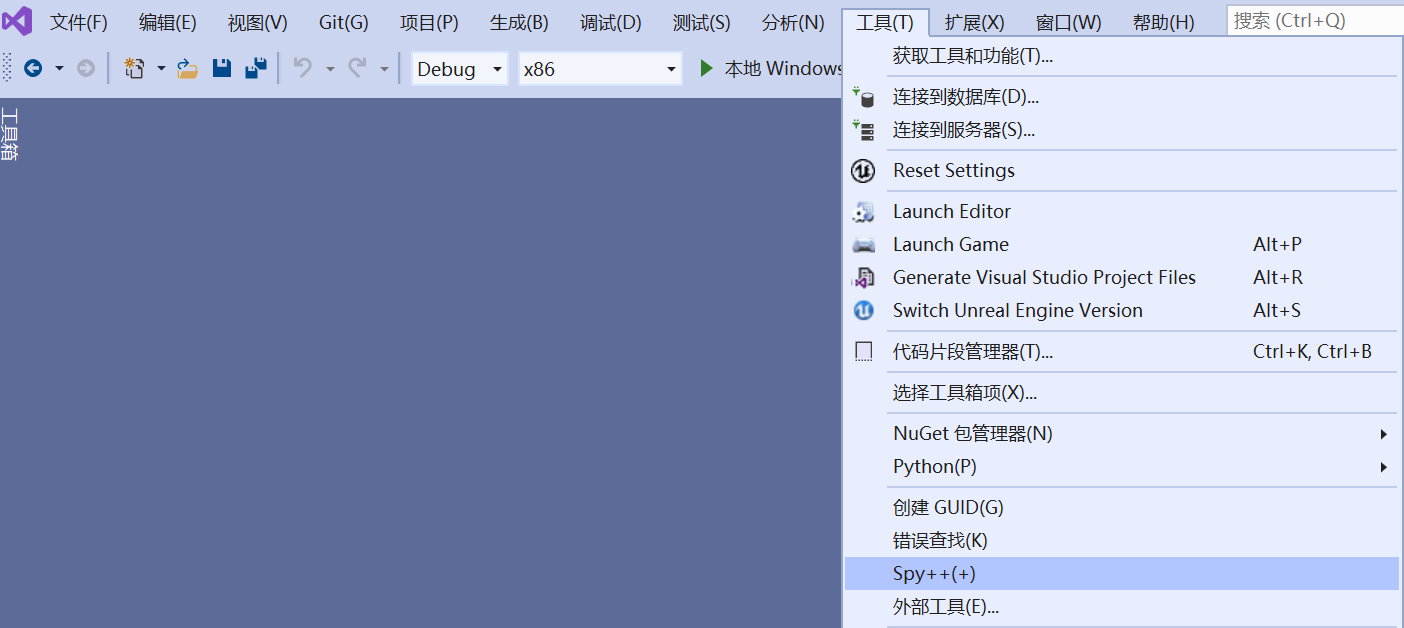 文件(F) 编辑(E) 视图(V) Git(G) 项目(P) 生成(B) 调试(D) 测试(S) 分析(N) 工具(T) 扩展(X) 窗口(W) 帮助(H) 搜索 (Ctrl+Q)
Debug x86 本地 Windows
工具箱
获取工具和功能(T)...
连接到数据库(D)...
连接到服务器(S)...
Reset Settings
Launch Editor
Launch Game Alt+P
Generate Visual Studio Project Files Alt+R
Switch Unreal Engine Version Alt+S
代码片段管理器(T)... Ctrl+K, Ctrl+B
选择工具箱项(X)...
NuGet 包管理器(N)
Python(P)
创建 GUID(G)
错误查找(K)
Spy++(+)
外部工具(E)...